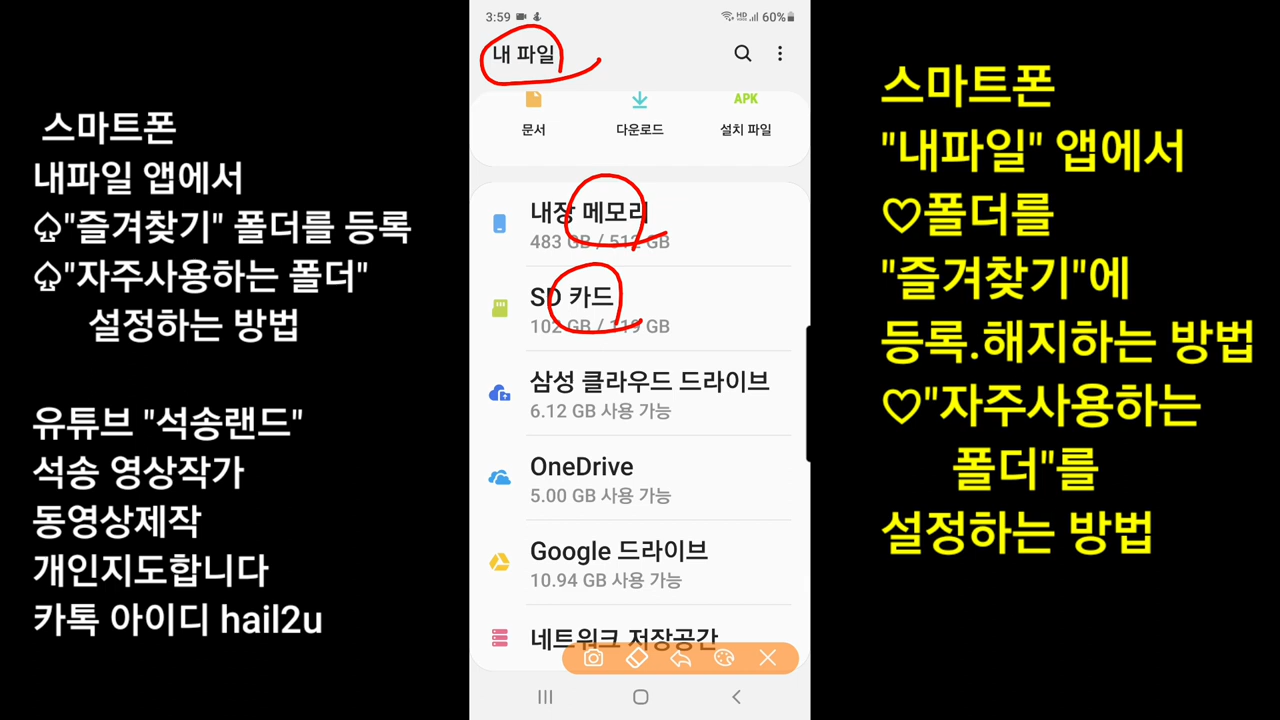 스마트폰
내파일 앱에서
♤"즐겨찾기" 폴더를 등록
♤"자주사용하는 폴더"
설정하는 방법
유튜브 "석송랜드"
석송 영상작가
동영상제작
개인지도합니다
카톡 아이디 hail2u
3:59
60%
내 파일
APK
문서
다운로드
설치 파일
내장 메모리
483 GB / 512 GB
SD 카드
102 GB / 119 GB
삼성 클라우드 드라이브
6.12 GB 사용 가능
OneDrive
5.00 GB 사용 가능
Google 드라이브
10.94 GB 사용 가능
네트워크 저장공간
스마트폰
"내파일" 앱에서
♡폴더를
"즐겨찾기"에
등록.해지하는 방법
♡"자주사용하는
폴더"를
설정하는 방법